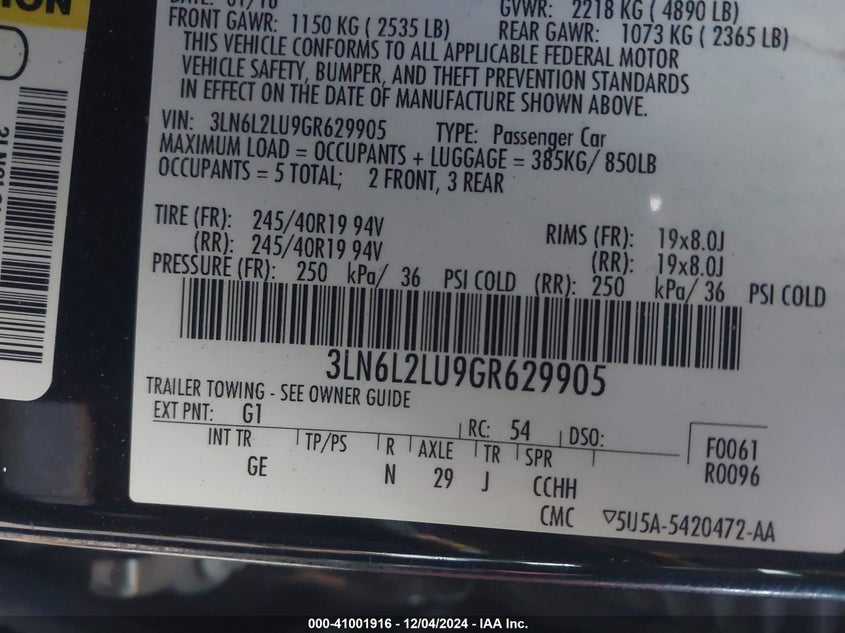 ION
GVWR: 2218 KG ( 4890 LB)
FRONT GAWR: 1150 KG ( 2535 LB) REAR GAWR: 1073 KG ( 2365 LB)
THIS VEHICLE CONFORMS TO ALL APPLICABLE FEDERAL MOTOR
VEHICLE SAFETY, BUMPER, AND THEFT PREVENTION STANDARDS
IN EFFECT ON THE DATE OF MANUFACTURE SHOWN ABOVE.
VIN: 3LN6L2LU9GR629905 TYPE: Passenger Car
MAXIMUM LOAD = OCCUPANTS + LUGGAGE = 385KG/ 850LB
OCCUPANTS = 5 TOTAL; 2 FRONT, 3 REAR
TIRE (FR): 245/40R19 94V RIMS (FR): 19x8.0J
(RR): 245/40R19 94V (RR): 19x8.0J
PRESSURE (FR): 250 kPa/ 36 PSI COLD (RR): 250 kPa/ 36 PSI COLD
3LN6L2LU9GR629905
TRAILER TOWING - SEE OWNER GUIDE
EXT PNT: G1 RC: 54 DSO: F0061
INT TR TP/PS R AXLE TR SPR R0096
GE N 29 J CCHH
CMC ▽5U5A-5420472-AA
000-41001916 - 12/04/2024 - IAA Inc.